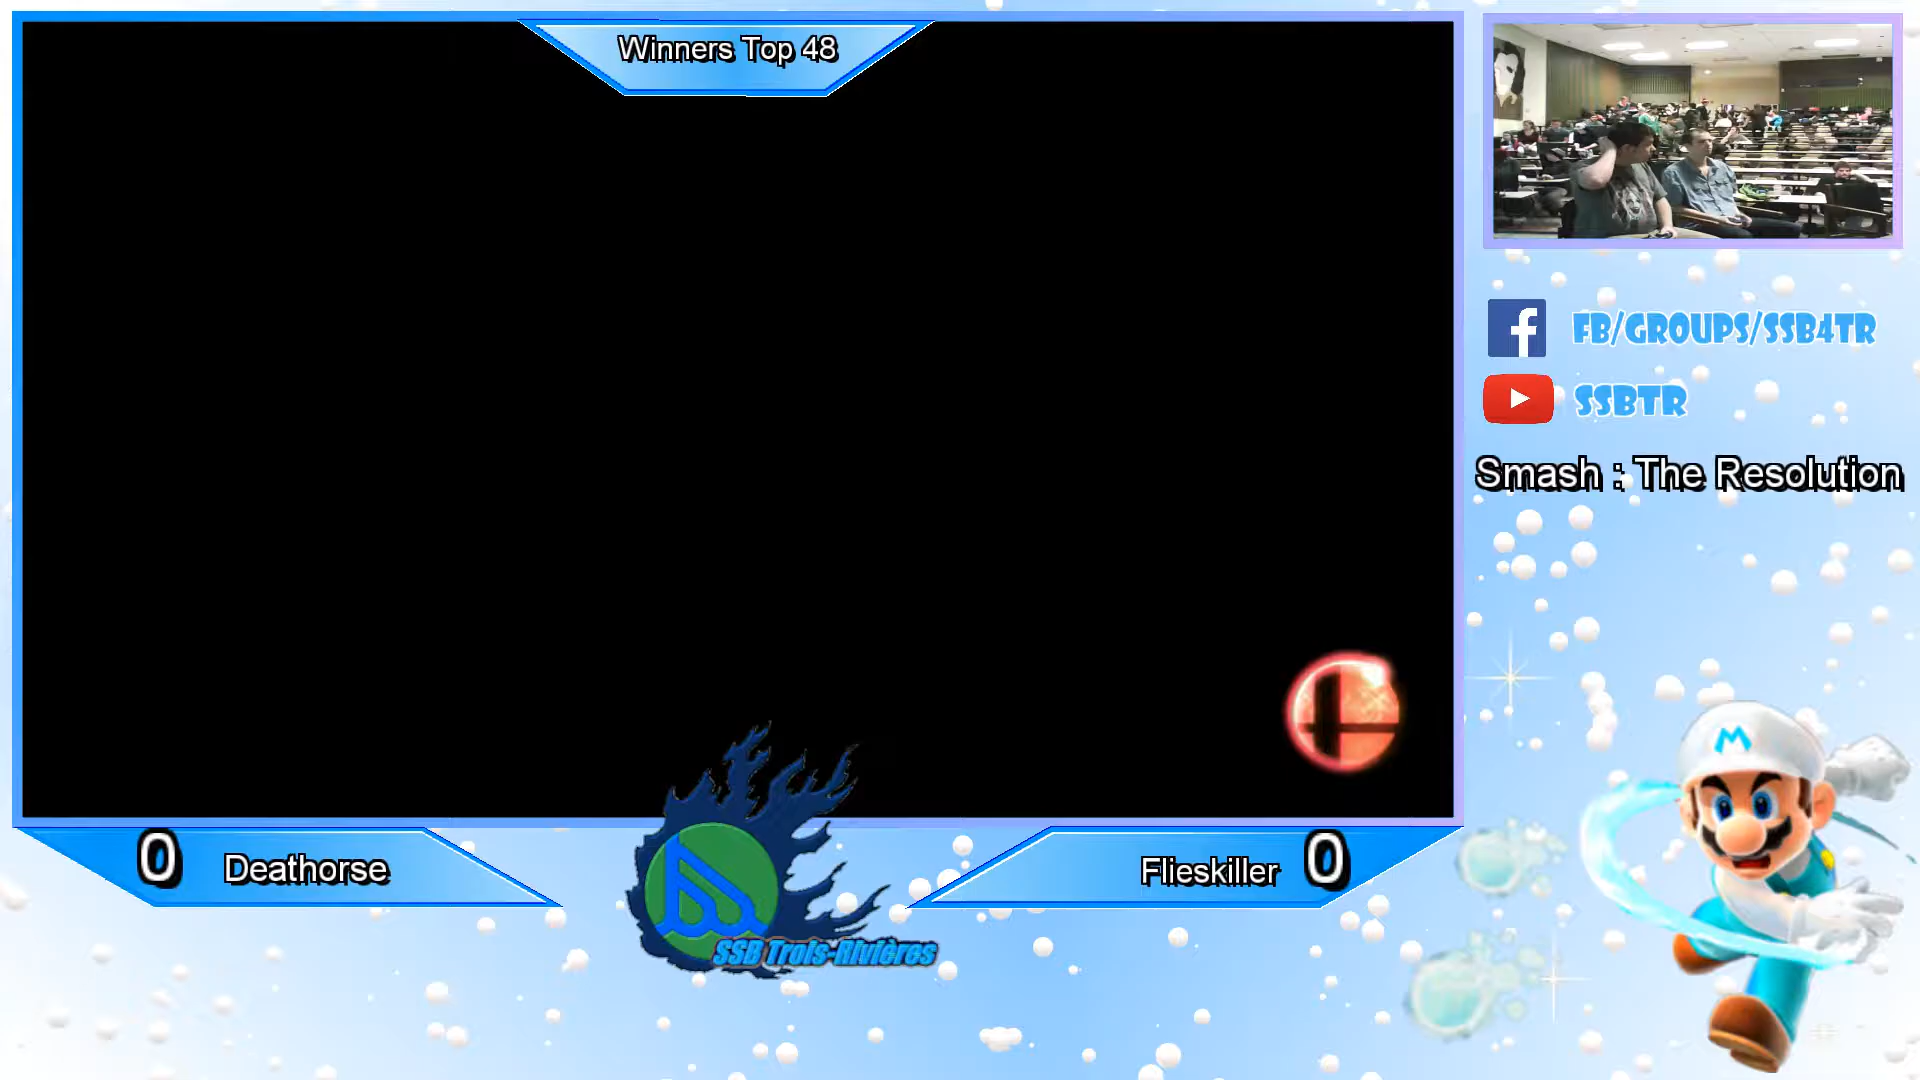 Winners Top 48
FB/GROUPS/SSB4TR
SSBTR
Smash : The Resolution
0 Deathorse
Flieskiller 0
SSB Trois-Rivières
M